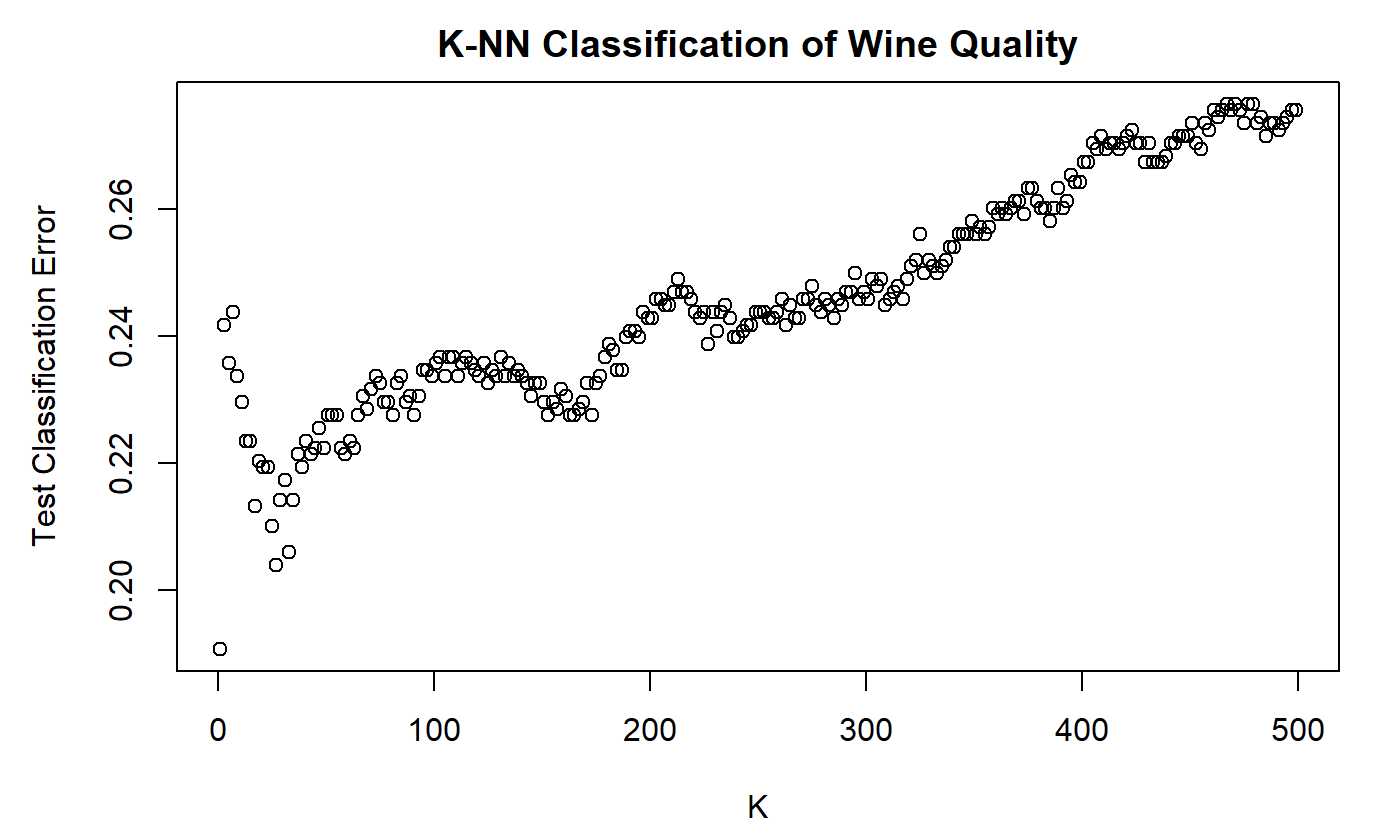 K-NN Classification of Wine Quality
Test Classification Error
0.26
0.24
0.22
0.20
0 100 200 300 400 500
K